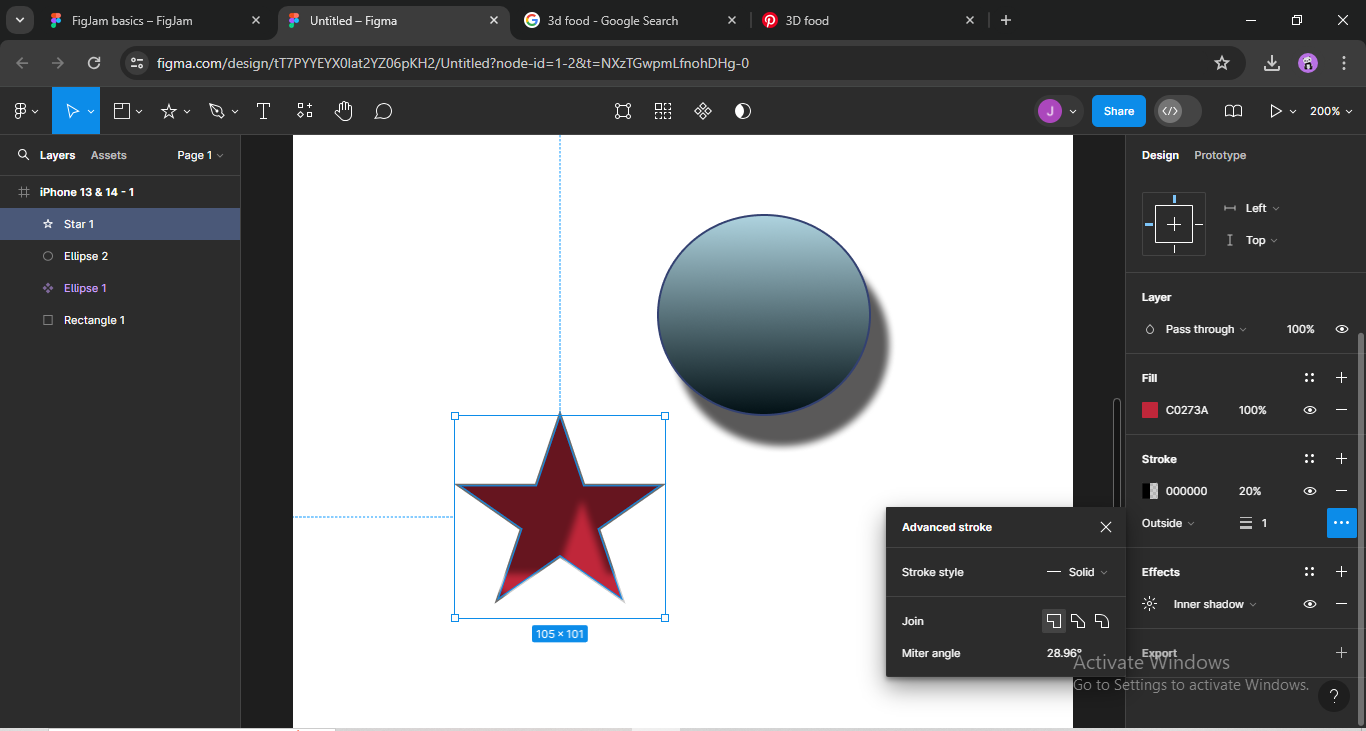 FigJam basics – FigJam
Untitled – Figma
3d food - Google Search
3D food
figma.com/design/tT7PYYEYX0lat2YZ06pKH2/Untitled?node-id=1-2&t=NXzTGwpmLfnohDHg-0
J
Share
200%
Layers Assets Page 1
iPhone 13 & 14 - 1
Star 1
Ellipse 2
Ellipse 1
Rectangle 1
105 × 101
Design Prototype
Left
Top
Layer
Pass through 100%
Fill
C0273A 100%
Stroke
000000 20%
Outside 1
Advanced stroke
Stroke style Solid
Join
Miter angle 28.96°
Effects
Inner shadow
Export
Activate Windows
Go to Settings to activate Windows.
?